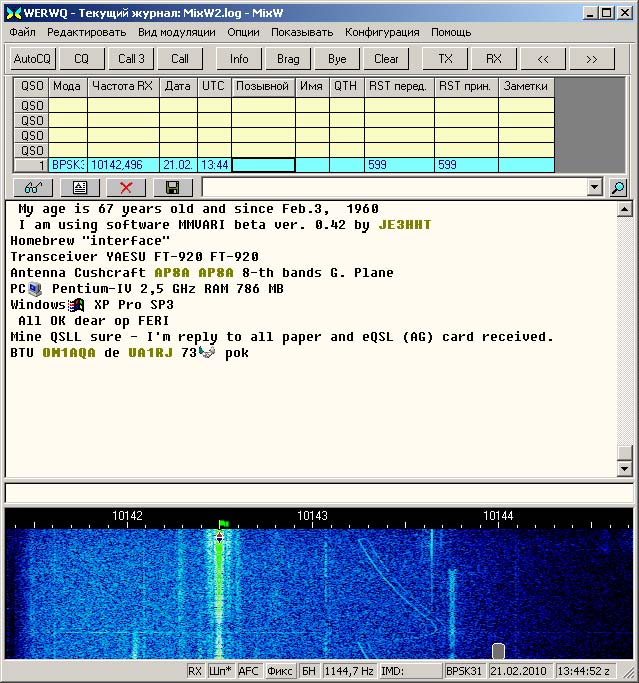 WERWQ - Текущий журнал: MixW2.log - MixW
Файл Редактировать Вид модуляции Опции Показывать Конфигурация Помощь
AutoCQ CQ Call 3 Call Info Brag Bye Clear TX RX << >>
QSO Мода Частота RX Дата UTC Позывной Имя QTH RST перед. RST прин. Заметки
QSO
QSO
QSO
QSO
1 BPSK3 10142,496 21.02. 13:44 599 599
My age is 67 years old and since Feb.3, 1960
I am using software MMVARI beta ver. 0.42 by JE3HHT
Homebrew "interface"
Transceiver YAESU FT-920 FT-920
Antenna Cushcraft AP8A AP8A 8-th bands G. Plane
PC Pentium-IV 2,5 GHz RAM 786 MB
Windows XP Pro SP3
All OK dear op FERI
Mine QSLL sure - I'm reply to all paper and eQSL (AG) card received.
BTU OM1AQA de UA1RJ 73 pok
10142 10143 10144
RX Шп* AFC Фикс БН 1144,7 Hz IMD: BPSK31 21.02.2010 13:44:52 z